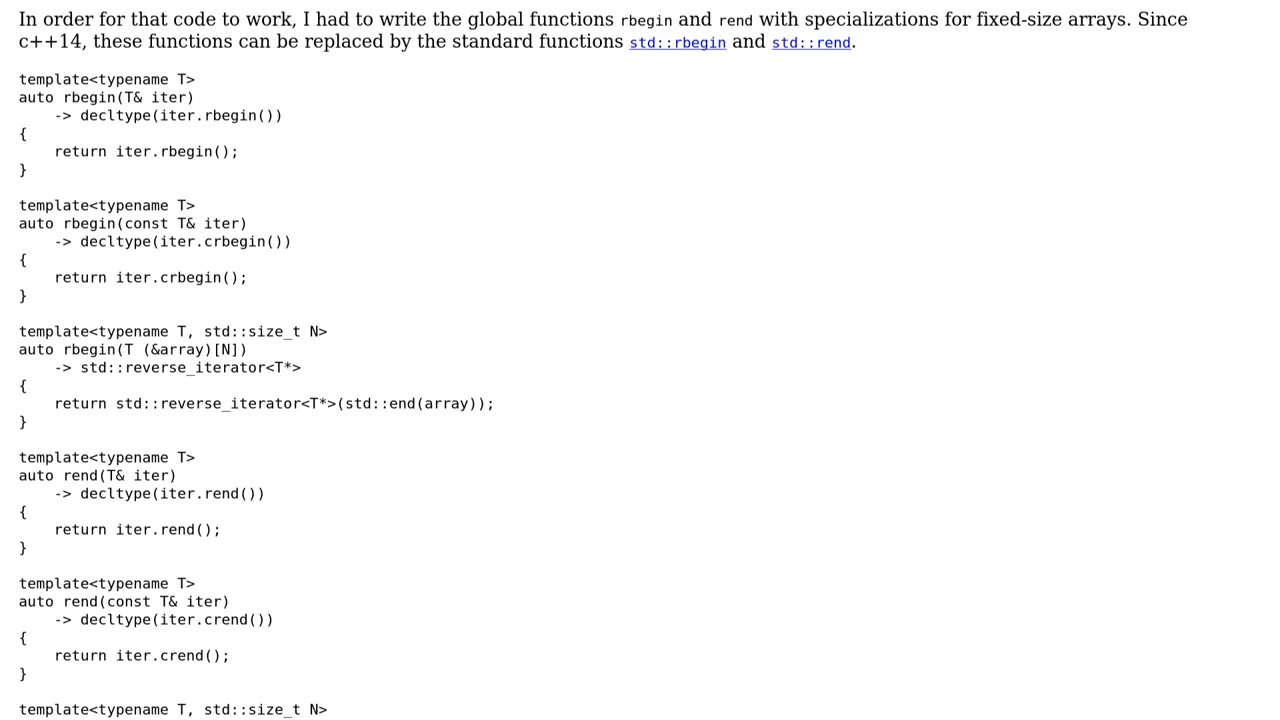 In order for that code to work, I had to write the global functions rbegin and rend with specializations for fixed-size arrays. Since
c++14, these functions can be replaced by the standard functions std::rbegin and std::rend.
template<typename T>
auto rbegin(T& iter)
    -> decltype(iter.rbegin())
{
    return iter.rbegin();
}
template<typename T>
auto rbegin(const T& iter)
    -> decltype(iter.crbegin())
{
    return iter.crbegin();
}
template<typename T, std::size_t N>
auto rbegin(T (&array)[N])
    -> std::reverse_iterator<T*>
{
    return std::reverse_iterator<T*>(std::end(array));
}
template<typename T>
auto rend(T& iter)
    -> decltype(iter.rend())
{
    return iter.rend();
}
template<typename T>
auto rend(const T& iter)
    -> decltype(iter.crend())
{
    return iter.crend();
}
template<typename T, std::size_t N>